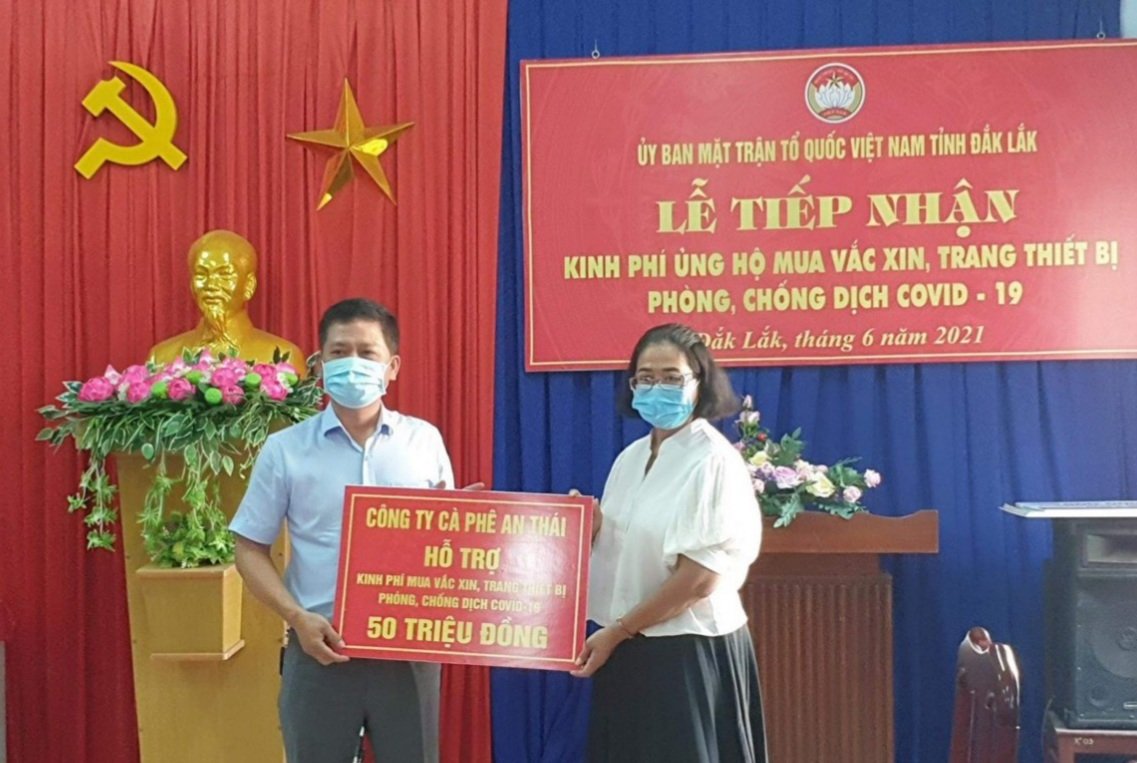 ỦY BAN MẶT TRẬN TỔ QUỐC VIỆT NAM TỈNH ĐẮK LẮK
LỄ TIẾP NHẬN
KINH PHÍ ỦNG HỘ MUA VẮC XIN, TRANG THIẾT BỊ
PHÒNG, CHỐNG DỊCH COVID - 19
Đắk Lắk, tháng 6 năm 2021
CÔNG TY CÀ PHÊ AN THÁI
HỖ TRỢ
KINH PHÍ MUA VẮC XIN, TRANG THIẾT BỊ
PHÒNG, CHỐNG DỊCH COVID-19
50 TRIỆU ĐỒNG